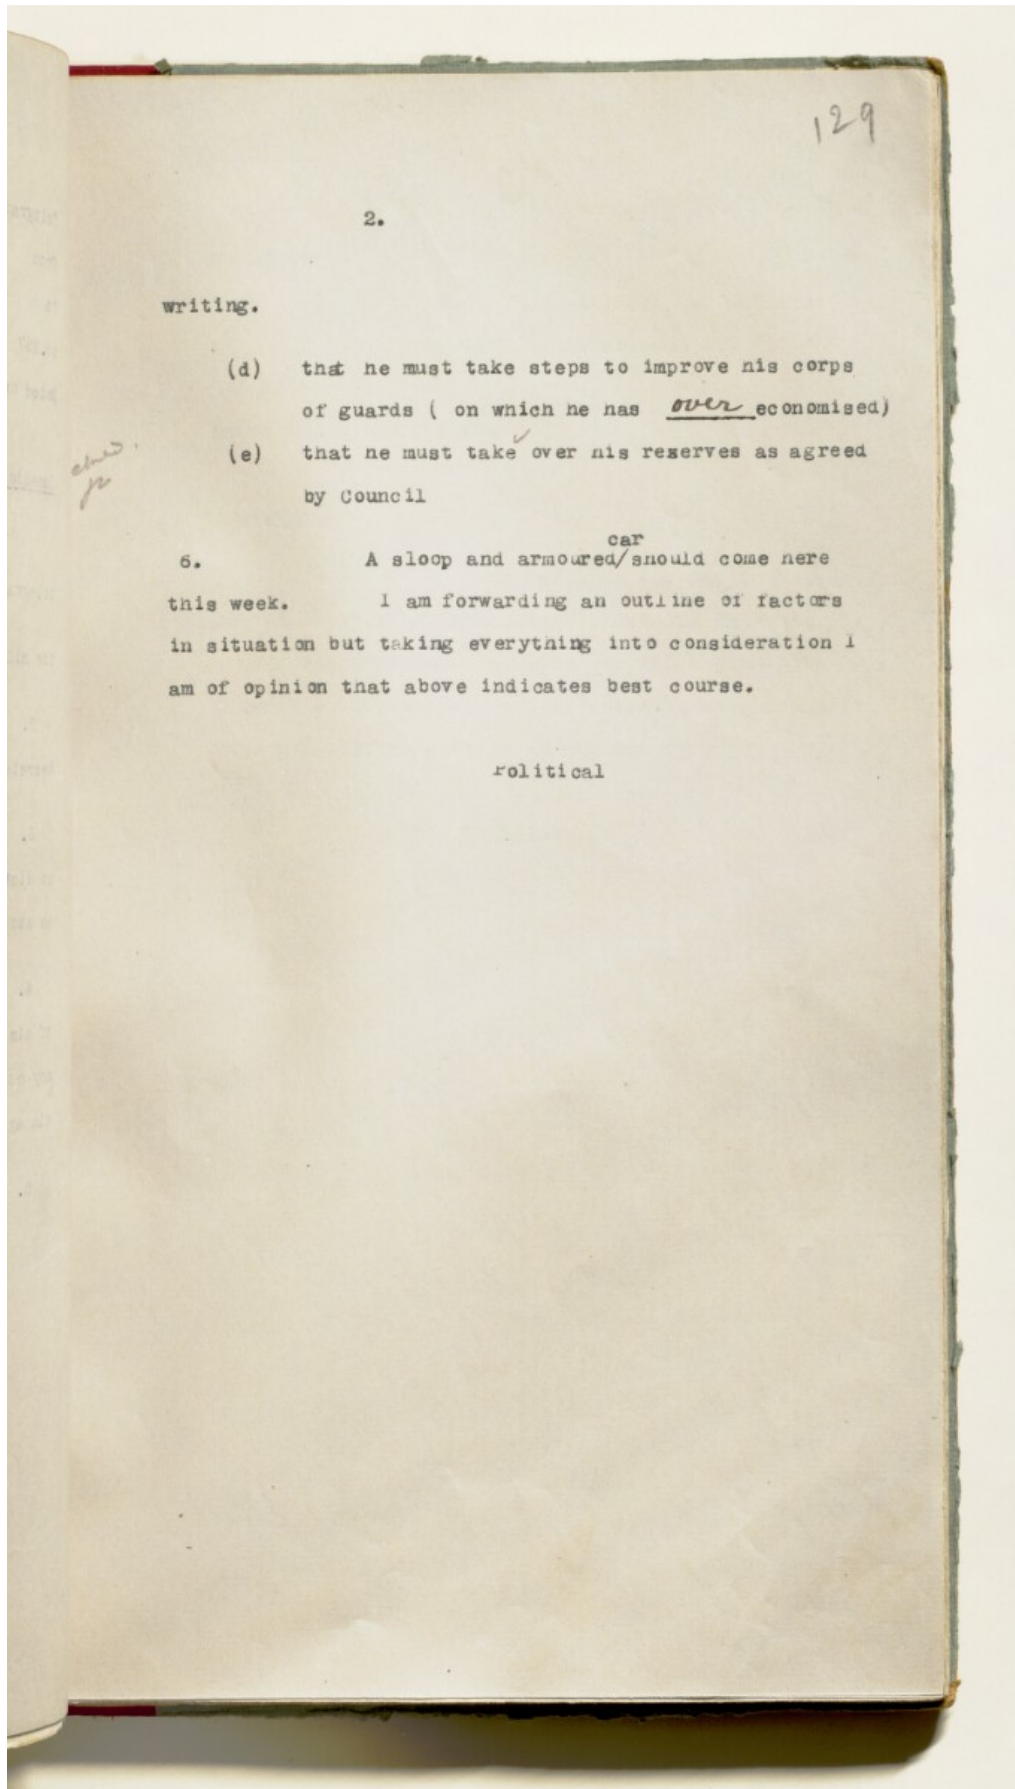 129
2.
writing.
(d) that he must take steps to improve his corps
of guards ( on which he has over economised)
(e) that he must take over his reserves as agreed
by Council
car
6. A sloop and armoured/should come here
this week. I am forwarding an outline of factors
in situation but taking everything into consideration I
am of opinion that above indicates best course.
Political